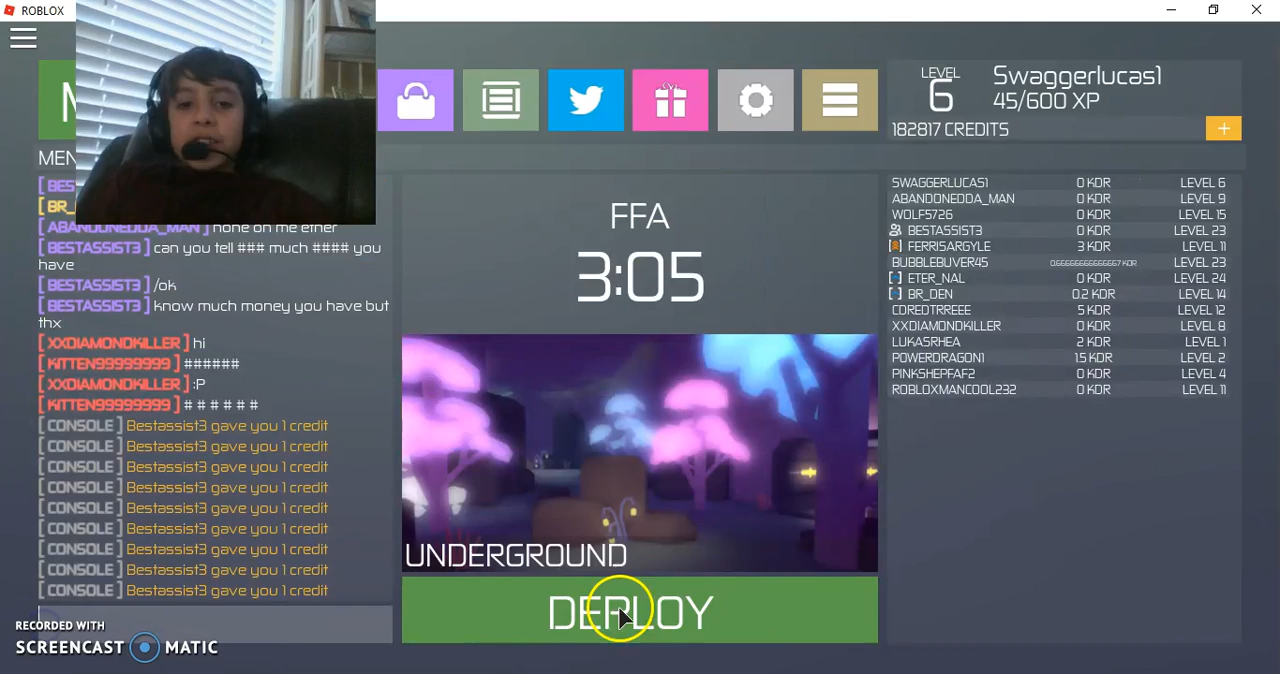 ROBLOX
M
MEN
LEVEL
6
Swaggerlucas1
45/600 XP
182817 CREDITS
+
[ BES
[ BR_
[ ABANDONEDDA_MAN ] none on me ether
[ BESTASSIST3 ] can you tell ### much #### you
have
[ BESTASSIST3 ] /ok
[ BESTASSIST3 ] know much money you have but
thx
[ XXDIAMONDKILLER ] hi
[ KITTEN99999999 ] ######
[ XXDIAMONDKILLER ] :P
[ KITTEN99999999 ] # # # # # #
[ CONSOLE ] Bestassist3 gave you 1 credit
[ CONSOLE ] Bestassist3 gave you 1 credit
[ CONSOLE ] Bestassist3 gave you 1 credit
[ CONSOLE ] Bestassist3 gave you 1 credit
[ CONSOLE ] Bestassist3 gave you 1 credit
[ CONSOLE ] Bestassist3 gave you 1 credit
[ CONSOLE ] Bestassist3 gave you 1 credit
[ CONSOLE ] Bestassist3 gave you 1 credit
[ CONSOLE ] Bestassist3 gave you 1 credit
RECORDED WITH
SCREENCAST MATIC
FFA
3:05
UNDERGROUND
DEPLOY
SWAGGERLUCAS1 0 KDR LEVEL 6
ABANDONEDDA_MAN 0 KDR LEVEL 9
WOLF5726 0 KDR LEVEL 15
BESTASSIST3 0 KDR LEVEL 23
FERRISARGYLE 3 KDR LEVEL 11
BUBBLEBUVER45 LEVEL 23
ETER_NAL 0 KDR LEVEL 24
BR_DEN 0.2 KDR LEVEL 14
CDREDTRREEE 5 KDR LEVEL 12
XXDIAMONDKILLER 0 KDR LEVEL 8
LUKASRHEA 2 KDR LEVEL 1
POWERDRAGON1 1.5 KDR LEVEL 2
PINKSHEPFAF2 0 KDR LEVEL 4
ROBLOXMANCOOL232 0 KDR LEVEL 11